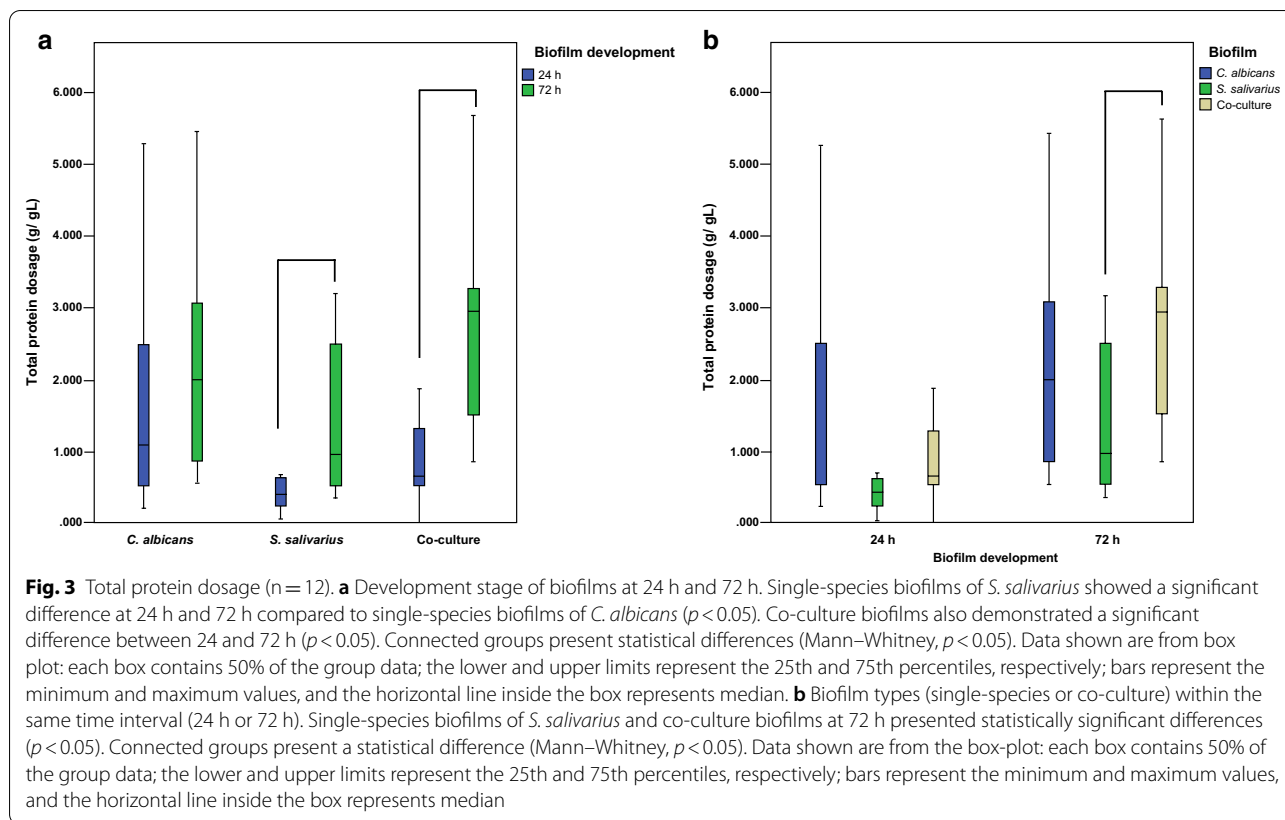 a
Biofilm development
24 h
72 h
6.000
5.000
4.000
3.000
2.000
1.000
.000
Total protein dosage (g/ gL)
C. albicans
S. salivarius
Co-culture
b
Biofilm
C. albicans
S. salivarius
Co-culture
6.000
5.000
4.000
3.000
2.000
1.000
.000
Total protein dosage (g/ gL)
24 h
72 h
Biofilm development
Fig. 3 Total protein dosage (n = 12). a Development stage of biofilms at 24 h and 72 h. Single-species biofilms of S. salivarius showed a significant
difference at 24 h and 72 h compared to single-species biofilms of C. albicans (p < 0.05). Co-culture biofilms also demonstrated a significant
difference between 24 and 72 h (p < 0.05). Connected groups present statistical differences (Mann–Whitney, p < 0.05). Data shown are from box
plot: each box contains 50% of the group data; the lower and upper limits represent the 25th and 75th percentiles, respectively; bars represent the
minimum and maximum values, and the horizontal line inside the box represents median. b Biofilm types (single-species or co-culture) within the
same time interval (24 h or 72 h). Single-species biofilms of S. salivarius and co-culture biofilms at 72 h presented statistically significant differences
(p < 0.05). Connected groups present a statistical difference (Mann–Whitney, p < 0.05). Data shown are from the box-plot: each box contains 50% of
the group data; the lower and upper limits represent the 25th and 75th percentiles, respectively; bars represent the minimum and maximum values,
and the horizontal line inside the box represents median